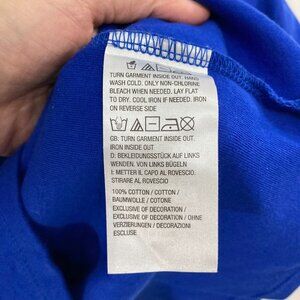 TURN GARMENT INSIDE OUT. HAND
WASH COLD. ONLY NON-CHLORINE
BLEACH WHEN NEEDED. LAY FLAT
TO DRY. COOL IRON IF NEEDED. IRON
ON REVERSE SIDE
GB: TURN GARMENT INSIDE OUT.
IRON INSIDE OUT
D: BEKLEIDUNGSSTÜCK AUF LINKS
WENDEN. VON LINKS BÜGELN
I: METTER IL CAPO AL ROVESCIO.
STIRARE AL ROVESCIO
100% COTTON / COTTON /
BAUMWOLLE / COTONE
EXCLUSIVE OF DECORATION /
EXCLUSIVE OF DECORATION / OHNE
VERZIERUNGEN / DECORAZIONI
ESCLUSE